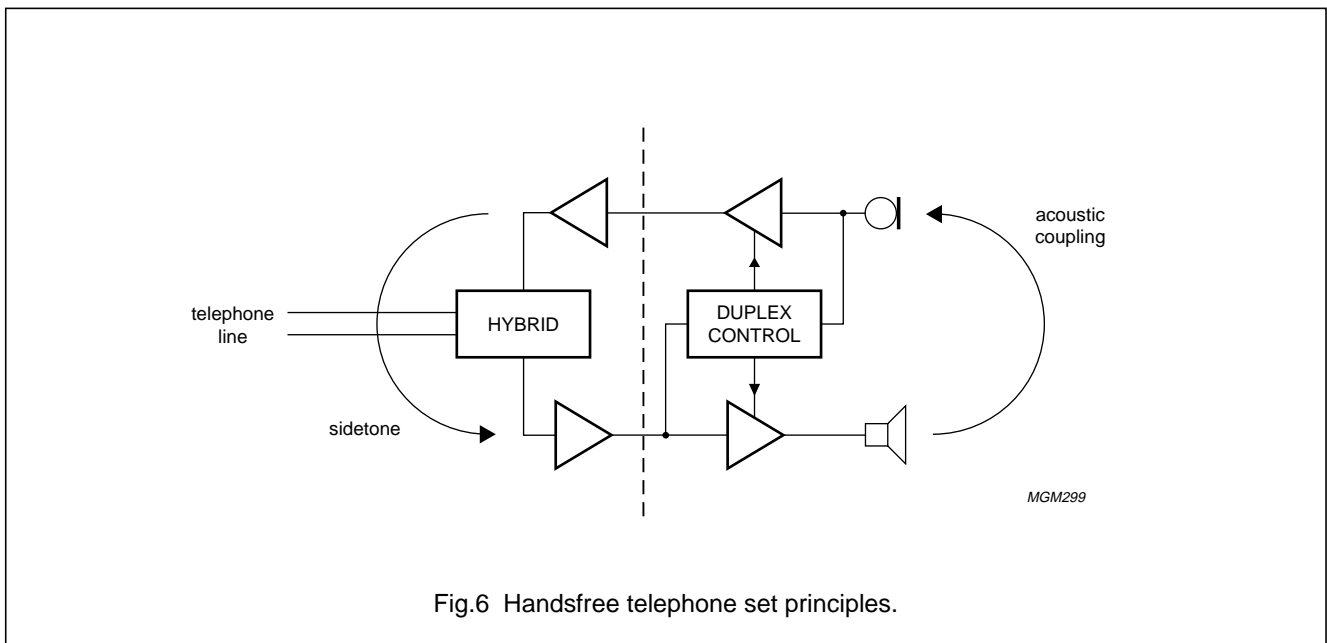 acoustic
coupling
telephone
line
HYBRID
DUPLEX
CONTROL
sidetone
MGM299
Fig.6 Handsfree telephone set principles.